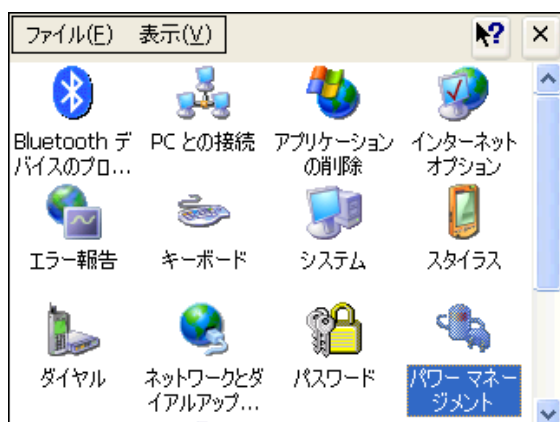 ファイル(F) 表示(V)
Bluetooth デ PC との接続 アプリケーション インターネット
バイスのプロ... の削除 オプション
エラー報告 キーボード システム スタイラス
ダイヤル ネットワークとダ パスワード パワー マネー
イアルアップ... ジメント